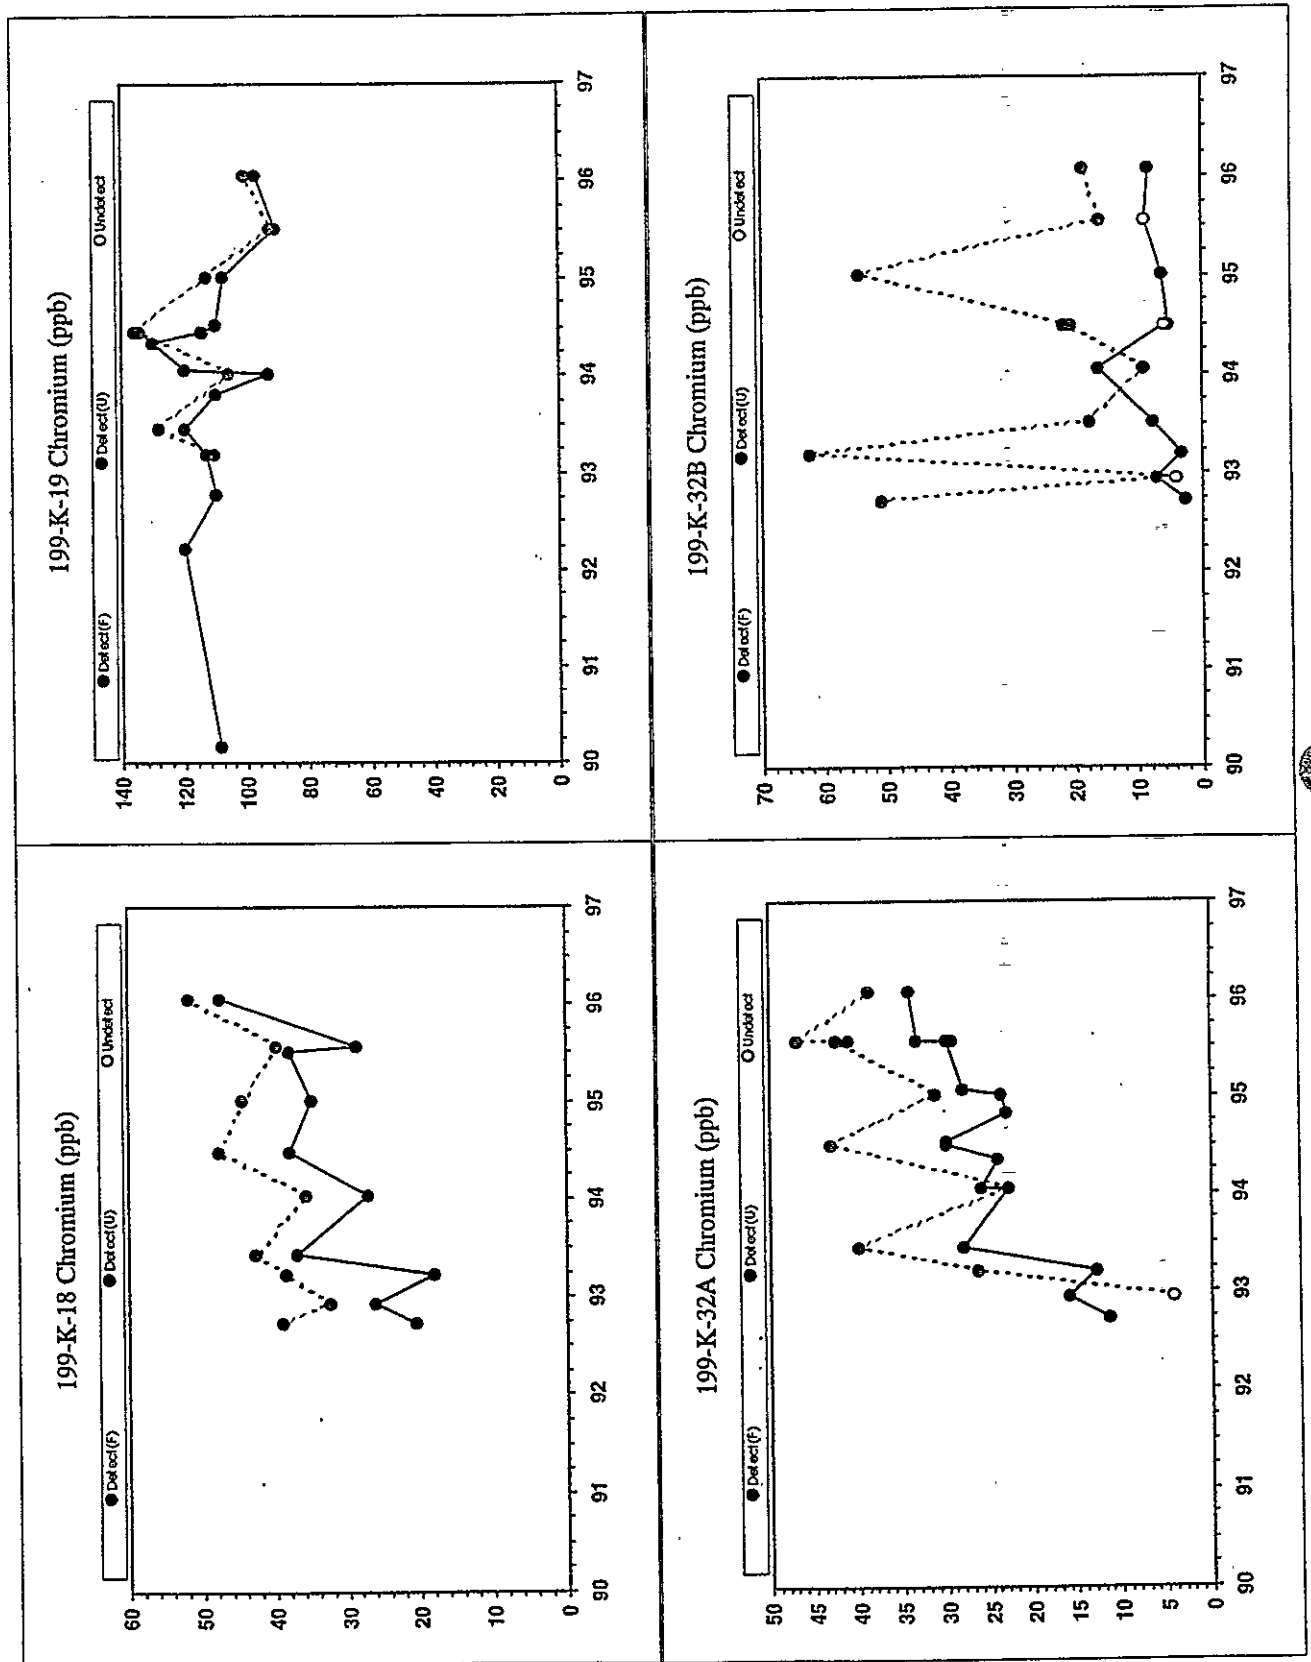 199-K-18 Chromium (ppb)
Detect(F) Detect(U) Undetect
60
50
40
30
20
10
0
90 91 92 93 94 95 96 97
199-K-19 Chromium (ppb)
Detect(F) Detect(U) Undetect
140
120
100
80
60
40
20
0
90 91 92 93 94 95 96 97
199-K-32A Chromium (ppb)
Detect(F) Detect(U) Undetect
50
45
40
35
30
25
20
15
10
5
0
90 91 92 93 94 95 96 97
199-K-32B Chromium (ppb)
Detect(F) Detect(U) Undetect
70
60
50
40
30
20
10
0
90 91 92 93 94 95 96 97